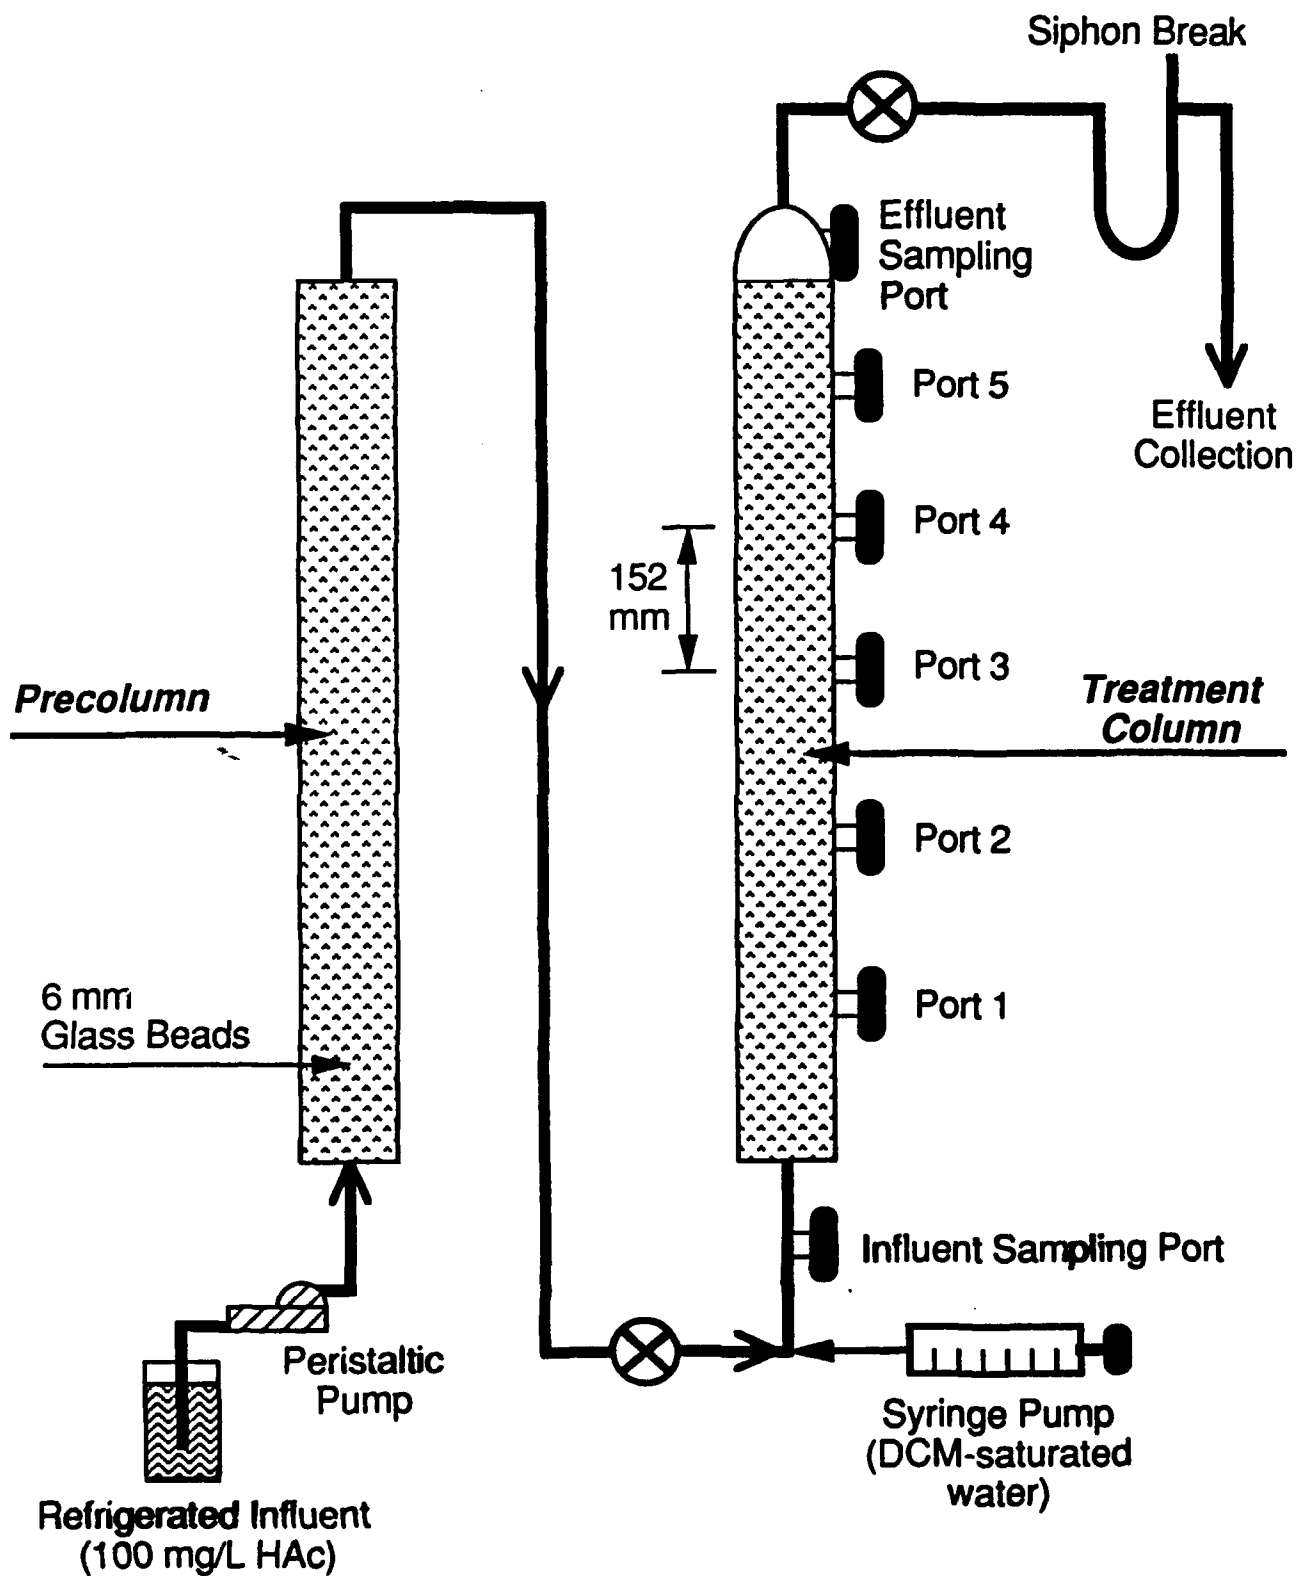 Siphon Break
Effluent
Sampling
Port
Port 5
Effluent
Collection
Port 4
152
mm
Port 3
Precolumn
Treatment
Column
Port 2
6 mm
Glass Beads
Port 1
Influent Sampling Port
Peristaltic
Pump
Syringe Pump
(DCM-saturated
water)
Refrigerated Influent
(100 mg/L HAc)